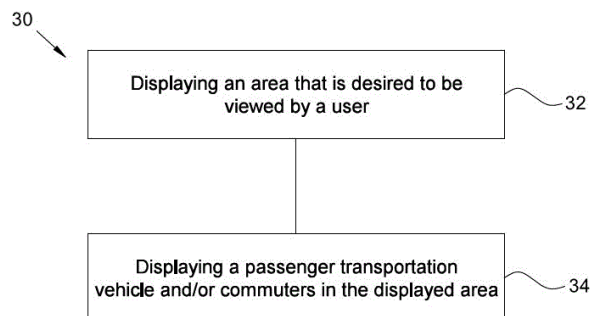 30
Displaying an area that is desired to be
viewed by a user
32
Displaying a passenger transportation
vehicle and/or commuters in the displayed area
34